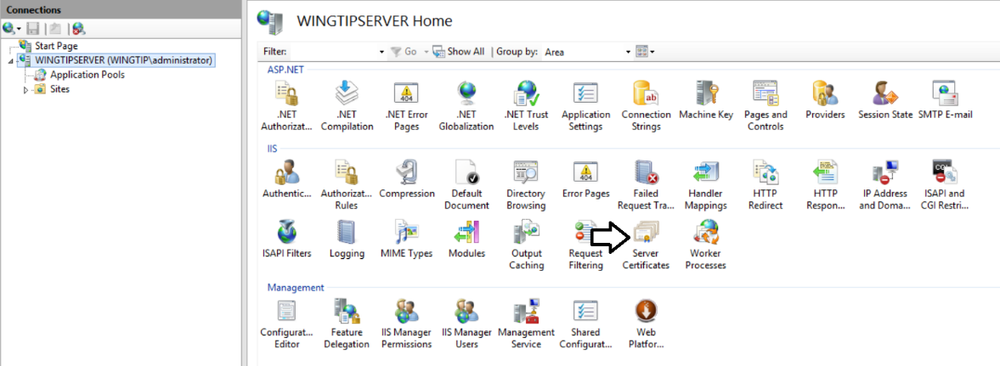 Connections
Start Page
WINGTIPSERVER (WINGTIP\administrator)
Application Pools
Sites
WINGTIPSERVER Home
Filter: Go Show All Group by: Area
ASP.NET
.NET Authorizat...
.NET Compilation
.NET Error Pages
404
.NET Globalization
.NET Trust Levels
Application Settings
ab
Connection Strings
Machine Key
Pages and Controls
Providers
Session State
SMTP E-mail
IIS
Authentic...
Authorizat... Rules
Compression
Default Document
Directory Browsing
404
Error Pages
Failed Request Tra...
Handler Mappings
HTTP Redirect
HTTP Respon...
IP Address and Doma...
ISAPI and CGI Restri...
ISAPI Filters
Logging
MIME Types
Modules
Output Caching
Request Filtering
Server Certificates
Worker Processes
Management
Configurat... Editor
Feature Delegation
IIS Manager Permissions
IIS Manager Users
Management Service
Shared Configurat...
Web Platfor...